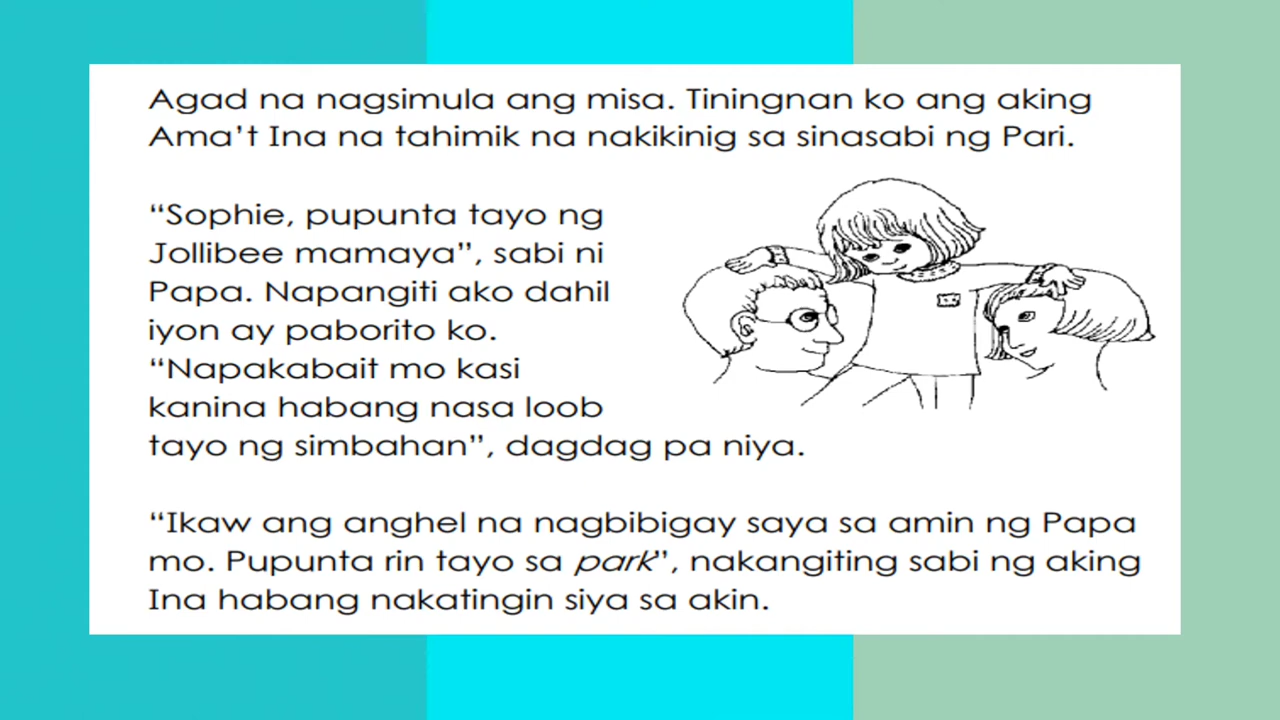 Agad na nagsimula ang misa. Tiningnan ko ang aking
Ama’t Ina na tahimik na nakikinig sa sinasabi ng Pari.
“Sophie, pupunta tayo ng
Jollibee mamaya”, sabi ni
Papa. Napangiti ako dahil
iyon ay paborito ko.
“Napakabait mo kasi
kanina habang nasa loob
tayo ng simbahan”, dagdag pa niya.
“Ikaw ang anghel na nagbibigay saya sa amin ng Papa
mo. Pupunta rin tayo sa park”, nakangiting sabi ng aking
Ina habang nakatingin siya sa akin.